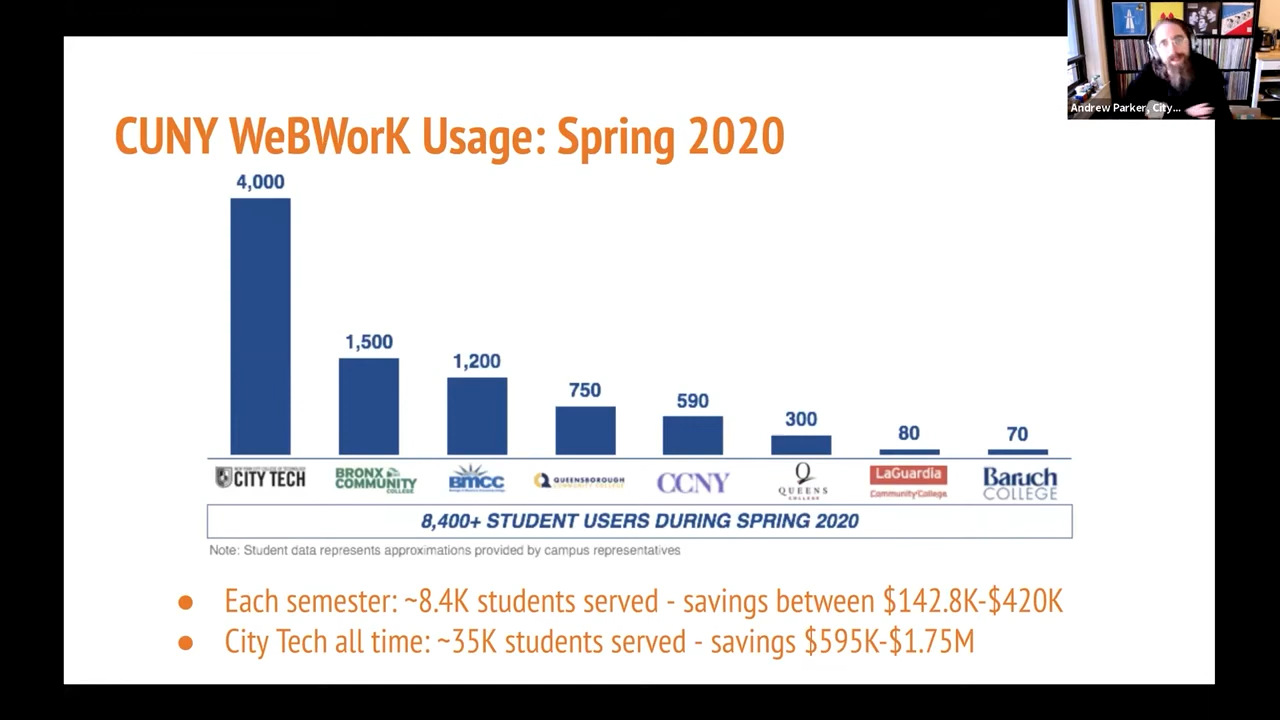 Andrew Parker, City...
CUNY WeBWorK Usage: Spring 2020
4,000
1,500
1,200
750
590
300
80
70
CITY TECH
BRONX COMMUNITY COLLEGE
BMCC
QUEENSBOROUGH COMMUNITY COLLEGE
CCNY
QUEENS COLLEGE
LaGuardia Community College
Baruch COLLEGE
8,400+ STUDENT USERS DURING SPRING 2020
Note: Student data represents approximations provided by campus representatives
● Each semester: ~8.4K students served - savings between $142.8K-$420K
● City Tech all time: ~35K students served - savings $595K-$1.75M